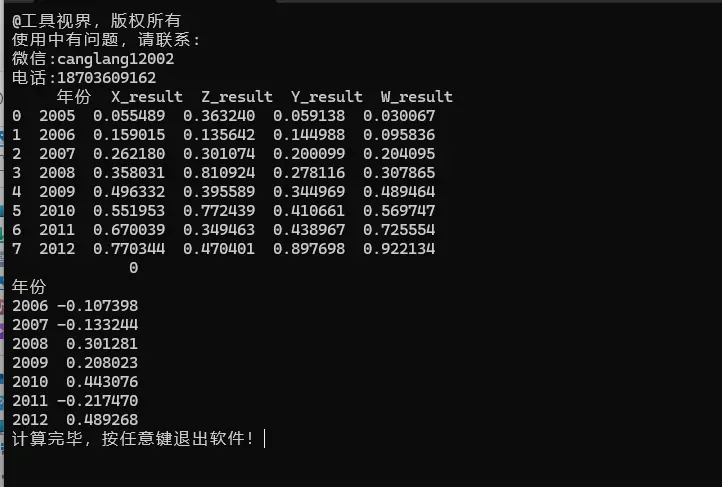 @工具视界，版权所有
使用中有问题，请联系：
微信:canglang12002
电话:18703609162
年份 X_result Z_result Y_result W_result
0 2005 0.055489 0.363240 0.059138 0.030067
1 2006 0.159015 0.135642 0.144988 0.095836
2 2007 0.262180 0.301074 0.200099 0.204095
3 2008 0.358031 0.810924 0.278116 0.307865
4 2009 0.496332 0.395589 0.344969 0.489464
5 2010 0.551953 0.772439 0.410661 0.569747
6 2011 0.670039 0.349463 0.438967 0.725554
7 2012 0.770344 0.470401 0.897698 0.922134
0
年份
2006 -0.107398
2007 -0.133244
2008 0.301281
2009 0.208023
2010 0.443076
2011 -0.217470
2012 0.489268
计算完毕，按任意键退出软件！